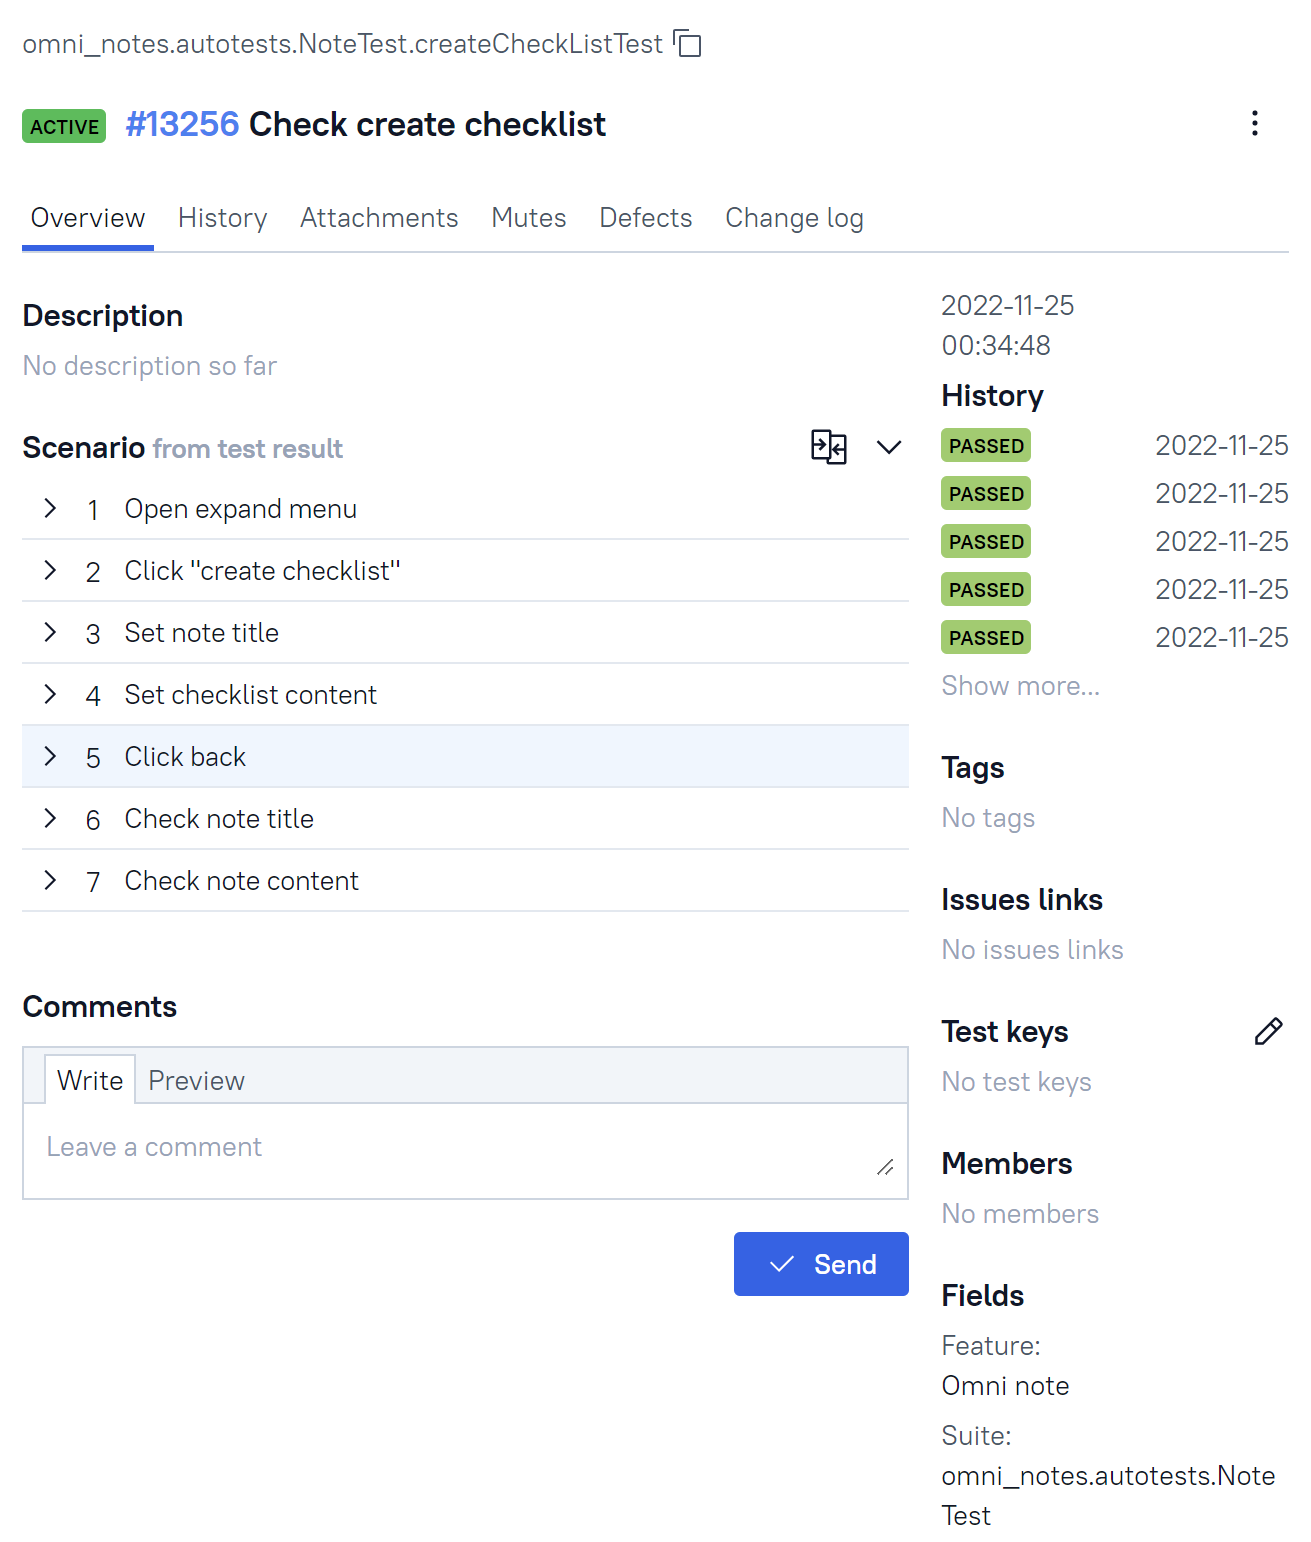 omni_notes.autotests.NoteTest.createCheckListTest
ACTIVE #13256 Check create checklist
Overview History Attachments Mutes Defects Change log
Description
No description so far
Scenario from test result
1 Open expand menu
2 Click "create checklist"
3 Set note title
4 Set checklist content
5 Click back
6 Check note title
7 Check note content
Comments
Write Preview
Leave a comment
Send
2022-11-25
00:34:48
History
PASSED 2022-11-25
PASSED 2022-11-25
PASSED 2022-11-25
PASSED 2022-11-25
PASSED 2022-11-25
Show more...
Tags
No tags
Issues links
No issues links
Test keys
No test keys
Members
No members
Fields
Feature:
Omni note
Suite:
omni_notes.autotests.Note
Test